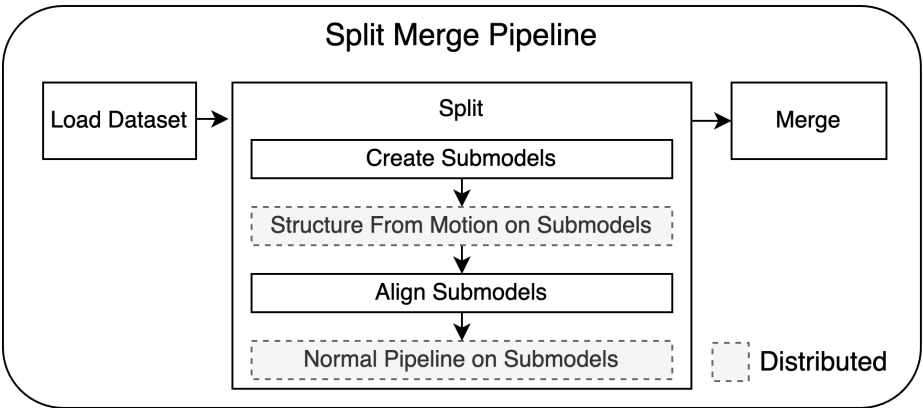 Split Merge Pipeline
Load Dataset
Split
Create Submodels
Structure From Motion on Submodels
Align Submodels
Normal Pipeline on Submodels
Merge
Distributed